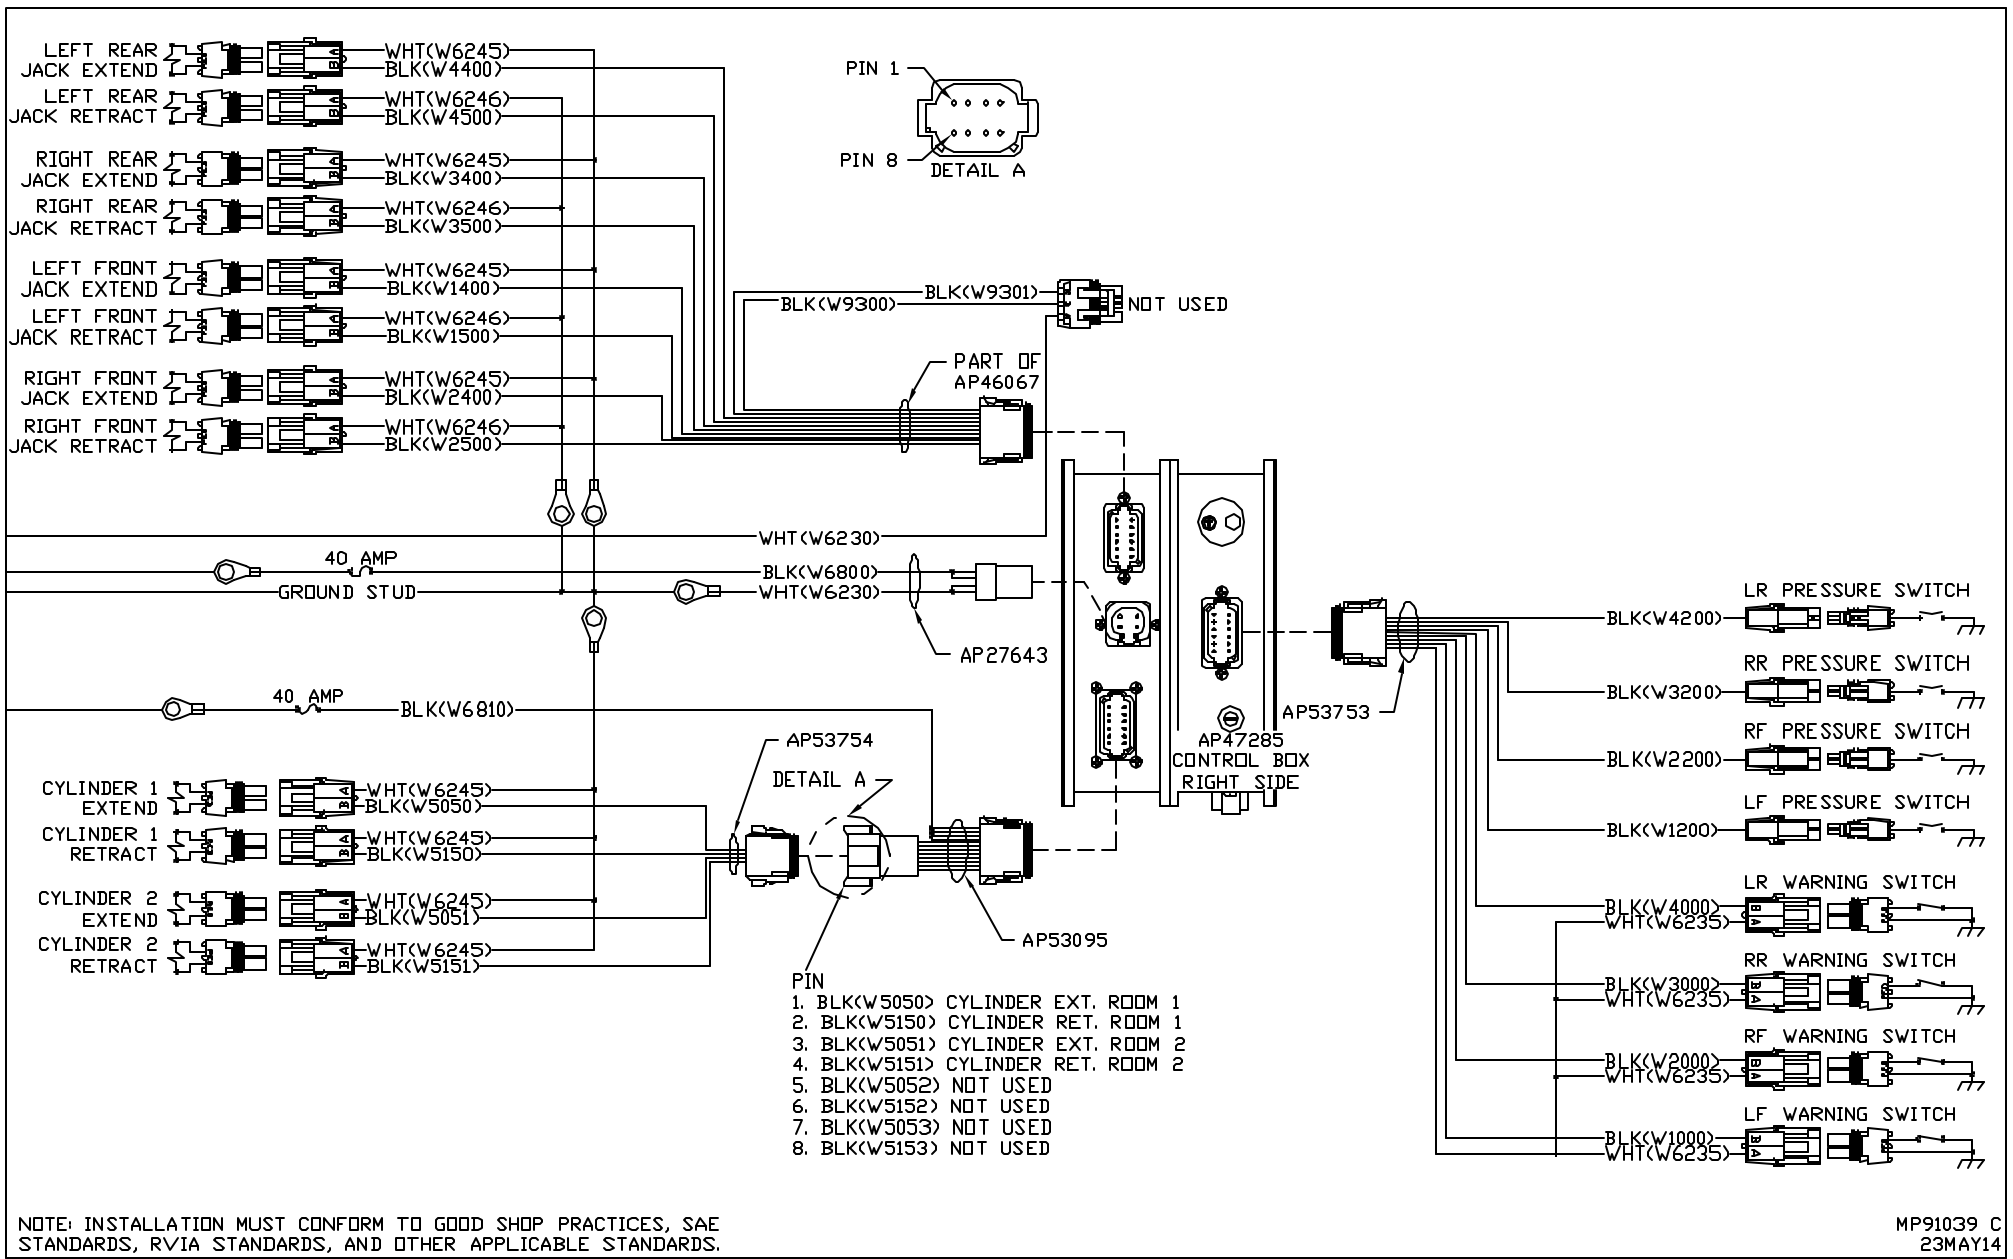 LEFT REAR
JACK EXTEND
WHT(W6245)
BLK(W4400)
LEFT REAR
JACK RETRACT
WHT(W6246)
BLK(W4500)
RIGHT REAR
JACK EXTEND
WHT(W6245)
BLK(W3400)
RIGHT REAR
JACK RETRACT
WHT(W6246)
BLK(W3500)
LEFT FRONT
JACK EXTEND
WHT(W6245)
BLK(W1400)
LEFT FRONT
JACK RETRACT
WHT(W6246)
BLK(W1500)
RIGHT FRONT
JACK EXTEND
WHT(W6245)
BLK(W2400)
RIGHT FRONT
JACK RETRACT
WHT(W6246)
BLK(W2500)
A
B
A
B
A
B
A
B
A
B
A
B
A
B
A
B
PIN 1
PIN 8
DETAIL A
BLK(W9301)
BLK(W9300)
NOT USED
PART OF
AP46067
WHT(W6230)
40 AMP
BLK(W6800)
GROUND STUD
WHT(W6230)
AP27643
40 AMP
BLK(W6810)
AP53754
DETAIL A
AP47285
CONTROL BOX
RIGHT SIDE
AP53753
CYLINDER 1
EXTEND
WHT(W6245)
BLK(W5050)
CYLINDER 1
RETRACT
WHT(W6245)
BLK(W5150)
CYLINDER 2
EXTEND
WHT(W6245)
BLK(W5051)
CYLINDER 2
RETRACT
WHT(W6245)
BLK(W5151)
A
B
A
B
A
B
A
B
AP53095
PIN
1. BLK(W5050) CYLINDER EXT. ROOM 1
2. BLK(W5150) CYLINDER RET. ROOM 1
3. BLK(W5051) CYLINDER EXT. ROOM 2
4. BLK(W5151) CYLINDER RET. ROOM 2
5. BLK(W5052) NOT USED
6. BLK(W5152) NOT USED
7. BLK(W5053) NOT USED
8. BLK(W5153) NOT USED
LR PRESSURE SWITCH
BLK(W4200)
RR PRESSURE SWITCH
BLK(W3200)
RF PRESSURE SWITCH
BLK(W2200)
LF PRESSURE SWITCH
BLK(W1200)
LR WARNING SWITCH
BLK(W4000)
WHT(W6235)
RR WARNING SWITCH
BLK(W3000)
WHT(W6235)
RF WARNING SWITCH
BLK(W2000)
WHT(W6235)
LF WARNING SWITCH
BLK(W1000)
WHT(W6235)
B
A
B
A
B
A
B
A
NOTE: INSTALLATION MUST CONFORM TO GOOD SHOP PRACTICES, SAE
STANDARDS, RVIA STANDARDS, AND OTHER APPLICABLE STANDARDS.
MP91039 C
23MAY14